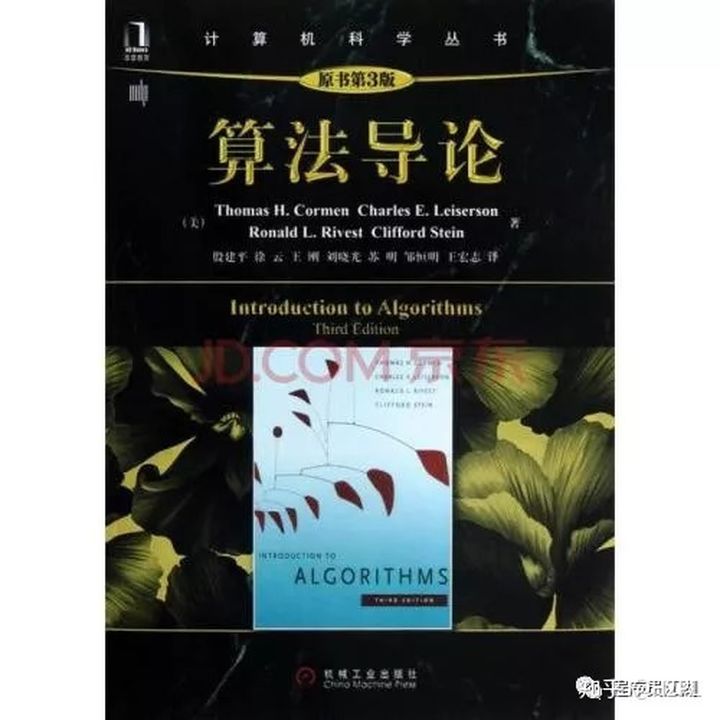 计算机科学丛书
原书第3版
算法导论
Thomas H. Cormen Charles E. Leiserson
（美） 著
Ronald L. Rivest Clifford Stein
殷建平 徐云 王刚 刘晓光 苏明 邹恒明 王宏志 译
Introduction to Algorithms
Third Edition
JD.COM 京东
THOMAS H. CORMEN
CHARLES E. LEISERSON
RONALD L. RIVEST
CLIFFORD STEIN
INTRODUCTION TO
ALGORITHMS
THIRD EDITION
机械工业出版社
China Machine Press